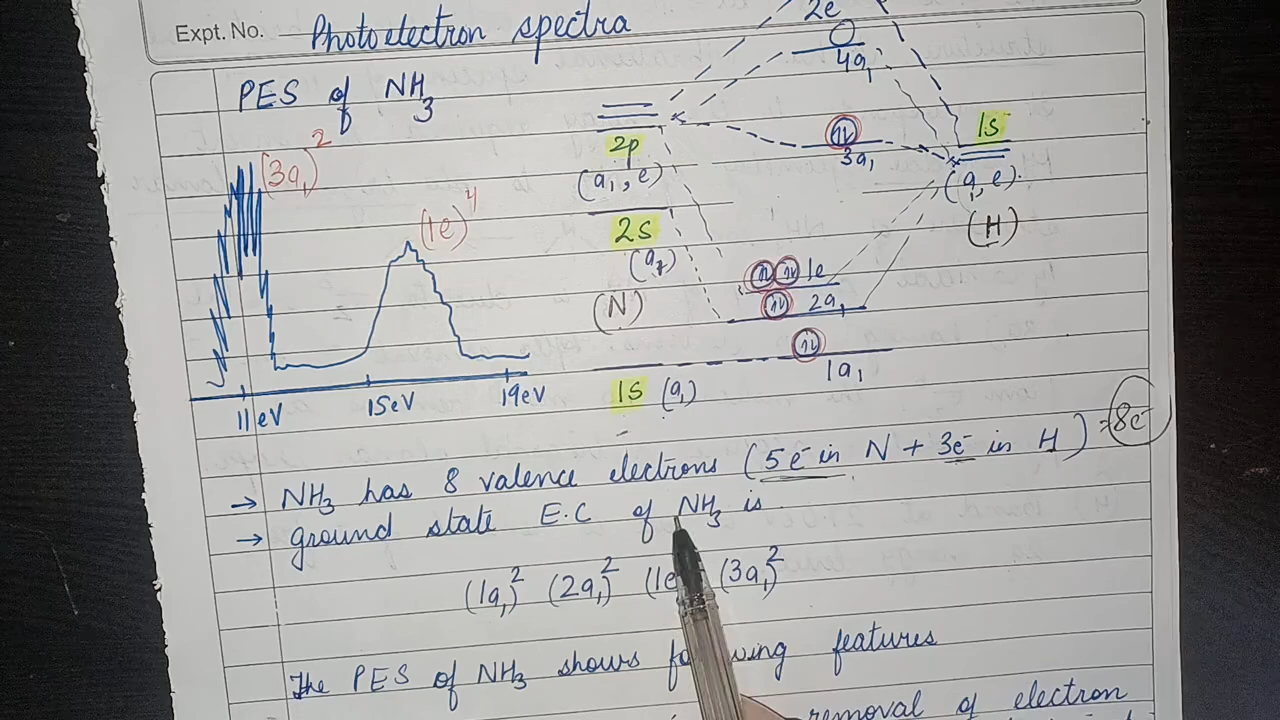 Expt. No. Photoelectron spectra
PES of NH3
(3a1)²
(1e)⁴
11eV 15eV 19eV
2e
4a1
2p
(a1, e)
2S
(N)
1S (a1)
3a1
1e
2a1
1a1
1S
(a1, e)
(H)
→ NH3 has 8 valence electrons (5e⁻ in N + 3e⁻ in H) = 8e⁻
→ ground state E.C of NH3 is
(1a1)² (2a1)² (1e (3a1)²
The PES of NH3 shows features
removal of electron